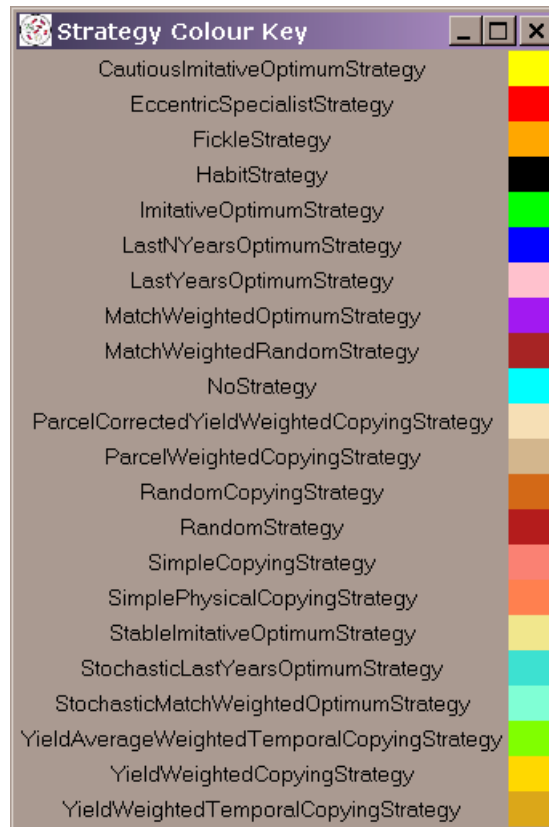 Strategy Colour Key
CautiousImitativeOptimumStrategy
EccentricSpecialistStrategy
FickleStrategy
HabitStrategy
ImitativeOptimumStrategy
LastNYearsOptimumStrategy
LastYearsOptimumStrategy
MatchWeightedOptimumStrategy
MatchWeightedRandomStrategy
NoStrategy
ParcelCorrectedYieldWeightedCopyingStrategy
ParcelWeightedCopyingStrategy
RandomCopyingStrategy
RandomStrategy
SimpleCopyingStrategy
SimplePhysicalCopyingStrategy
StableImitativeOptimumStrategy
StochasticLastYearsOptimumStrategy
StochasticMatchWeightedOptimumStrategy
YieldAverageWeightedTemporalCopyingStrategy
YieldWeightedCopyingStrategy
YieldWeightedTemporalCopyingStrategy